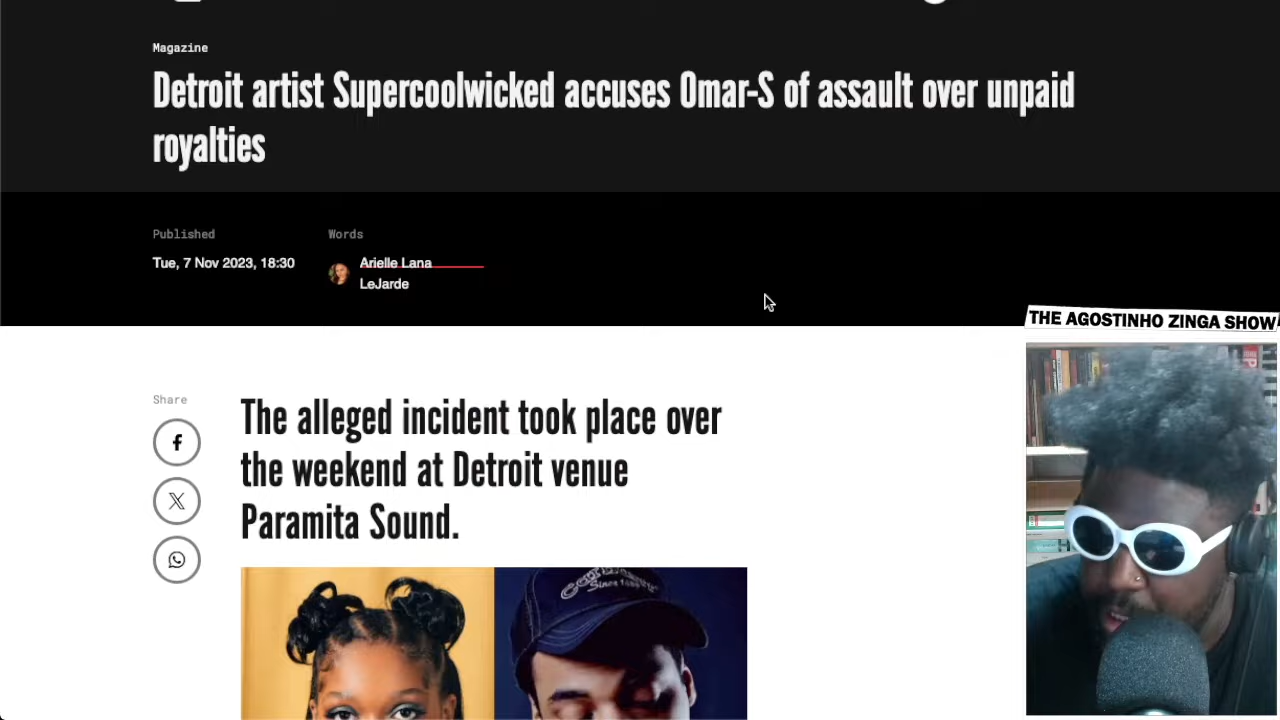 Magazine
Detroit artist Supercoolwicked accuses Omar-S of assault over unpaid
royalties
Published
Words
Tue, 7 Nov 2023, 18:30
Arielle Lana
LeJarde
THE AGOSTINHO ZINGA SHOW
Share
The alleged incident took place over
the weekend at Detroit venue
Paramita Sound.